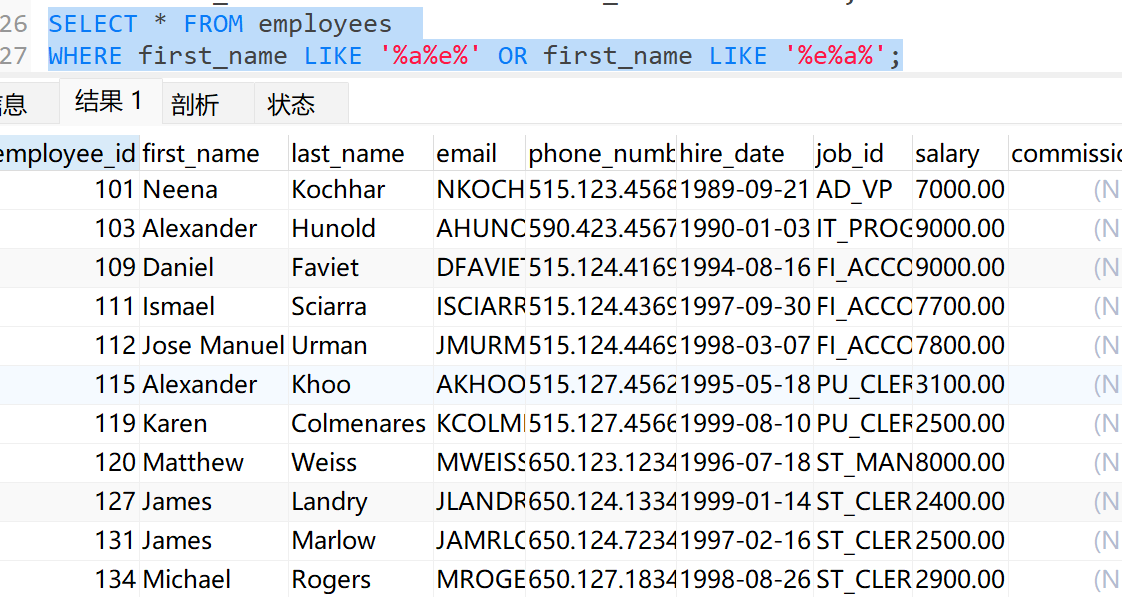 26 SELECT * FROM employees
27 WHERE first_name LIKE '%a%e%' OR first_name LIKE '%e%a%';
息 结果 1 剖析 状态
employee_id first_name last_name email phone_numb hire_date job_id salary commissic
101 Neena Kochhar NKOCH 515.123.4568 1989-09-21 AD_VP 7000.00 (N
103 Alexander Hunold AHUNO 590.423.4567 1990-01-03 IT_PROG 9000.00 (N
109 Daniel Faviet DFAVIET 515.124.4169 1994-08-16 FI_ACCO 9000.00 (N
111 Ismael Sciarra ISCIARR 515.124.4369 1997-09-30 FI_ACCO 7700.00 (N
112 Jose Manuel Urman JMURM 515.124.4469 1998-03-07 FI_ACCO 7800.00 (N
115 Alexander Khoo AKHOO 515.127.4562 1995-05-18 PU_CLER 3100.00 (N
119 Karen Colmenares KCOLM 515.127.4566 1999-08-10 PU_CLER 2500.00 (N
120 Matthew Weiss MWEISS 650.123.1234 1996-07-18 ST_MAN 8000.00 (N
127 James Landry JLANDR 650.124.1334 1999-01-14 ST_CLER 2400.00 (N
131 James Marlow JAMRLO 650.124.7234 1997-02-16 ST_CLER 2500.00 (N
134 Michael Rogers MROGE 650.127.1834 1998-08-26 ST_CLER 2900.00 (N